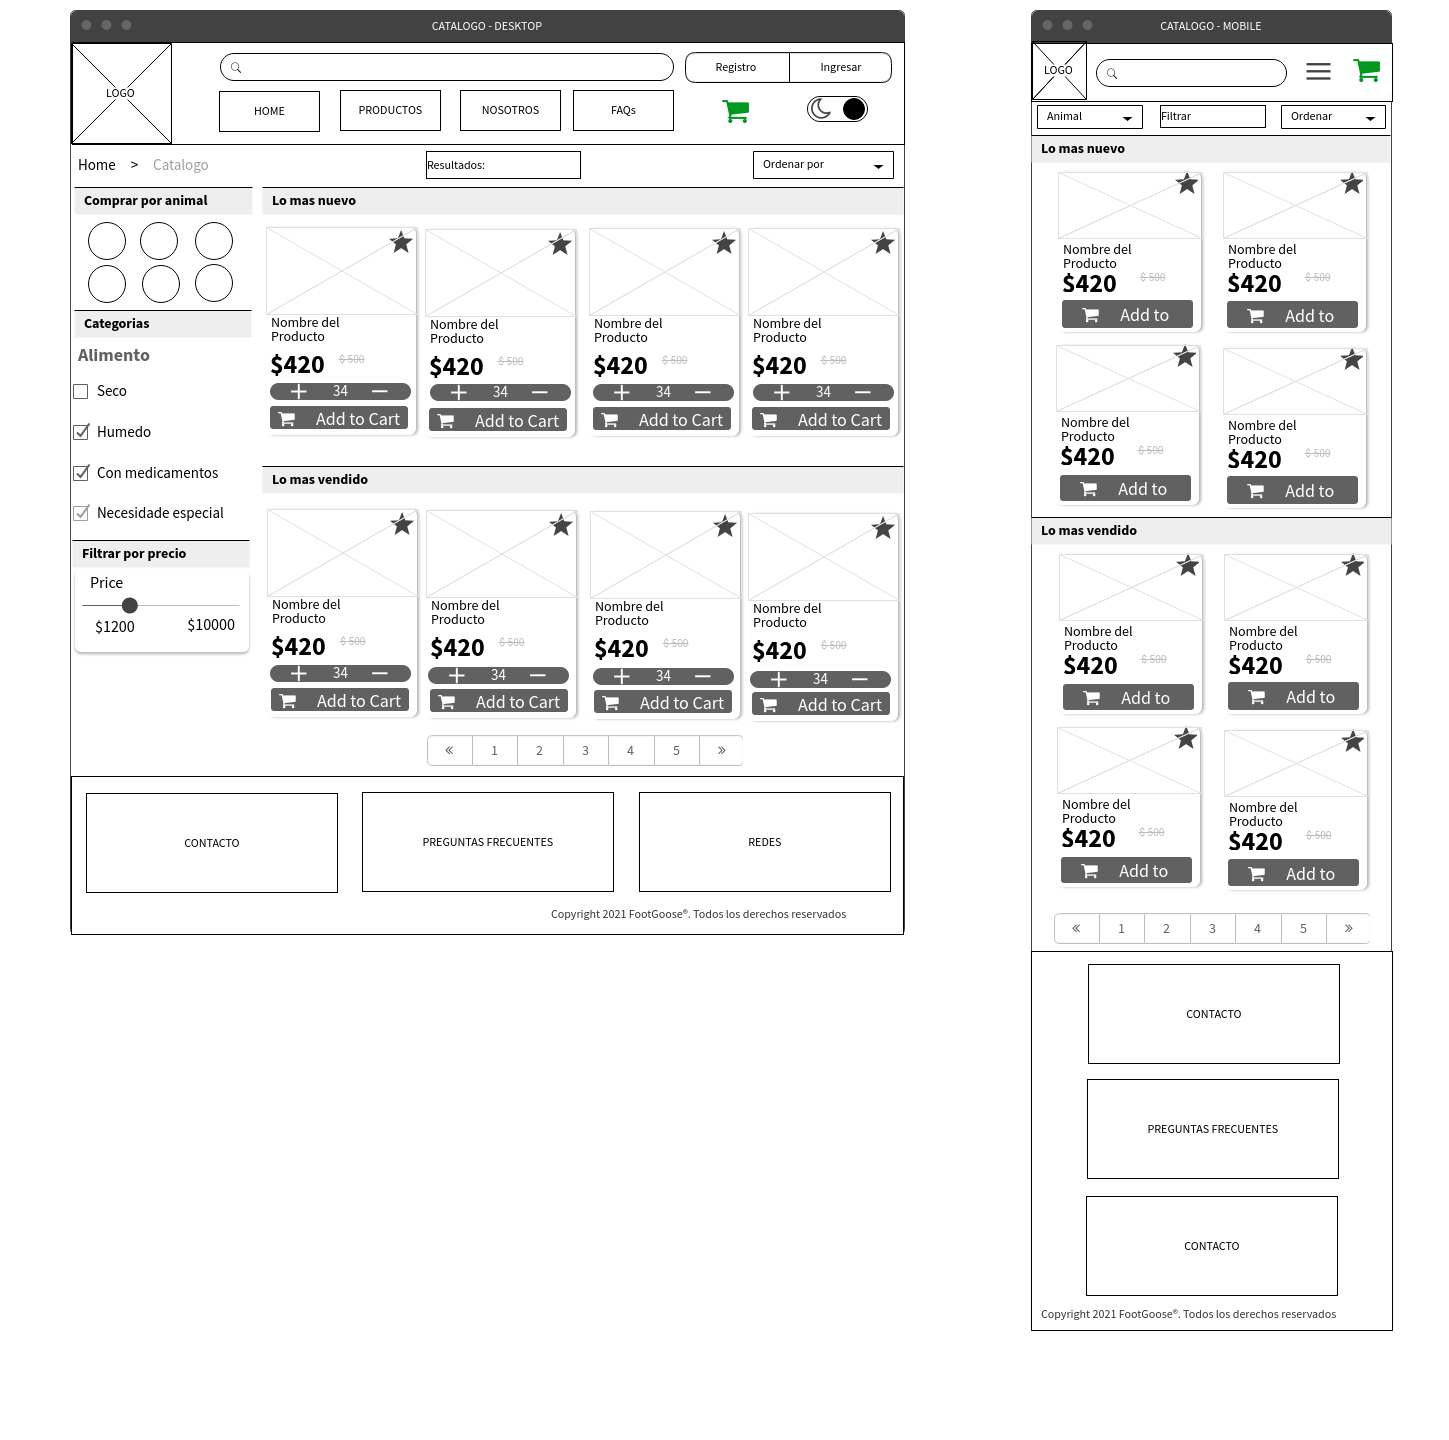 CATALOGO - DESKTOP
LOGO
Registro
Ingresar
HOME
PRODUCTOS
NOSOTROS
FAQs
Home > Catalogo
Resultados:
Ordenar por
Comprar por animal
Categorias
Alimento
Seco
Humedo
Con medicamentos
Necesidade especial
Filtrar por precio
Price
$1200
$10000
Lo mas nuevo
Nombre del
Producto
$420
$ 500
34
Add to Cart
Nombre del
Producto
$420
$ 500
34
Add to Cart
Nombre del
Producto
$420
$ 500
34
Add to Cart
Nombre del
Producto
$420
$ 500
34
Add to Cart
Lo mas vendido
Nombre del
Producto
$420
$ 500
34
Add to Cart
Nombre del
Producto
$420
$ 500
34
Add to Cart
Nombre del
Producto
$420
$ 500
34
Add to Cart
Nombre del
Producto
$420
$ 500
34
Add to Cart
« 1 2 3 4 5 »
CONTACTO
PREGUNTAS FRECUENTES
REDES
Copyright 2021 FootGoose®. Todos los derechos reservados
CATALOGO - MOBILE
LOGO
Animal
Filtrar
Ordenar
Lo mas nuevo
Nombre del
Producto
$420
$ 500
Add to
Nombre del
Producto
$420
$ 500
Add to
Nombre del
Producto
$420
$ 500
Add to
Nombre del
Producto
$420
$ 500
Add to
Lo mas vendido
Nombre del
Producto
$420
$ 500
Add to
Nombre del
Producto
$420
$ 500
Add to
Nombre del
Producto
$420
$ 500
Add to
Nombre del
Producto
$420
$ 500
Add to
« 1 2 3 4 5 »
CONTACTO
PREGUNTAS FRECUENTES
CONTACTO
Copyright 2021 FootGoose®. Todos los derechos reservados